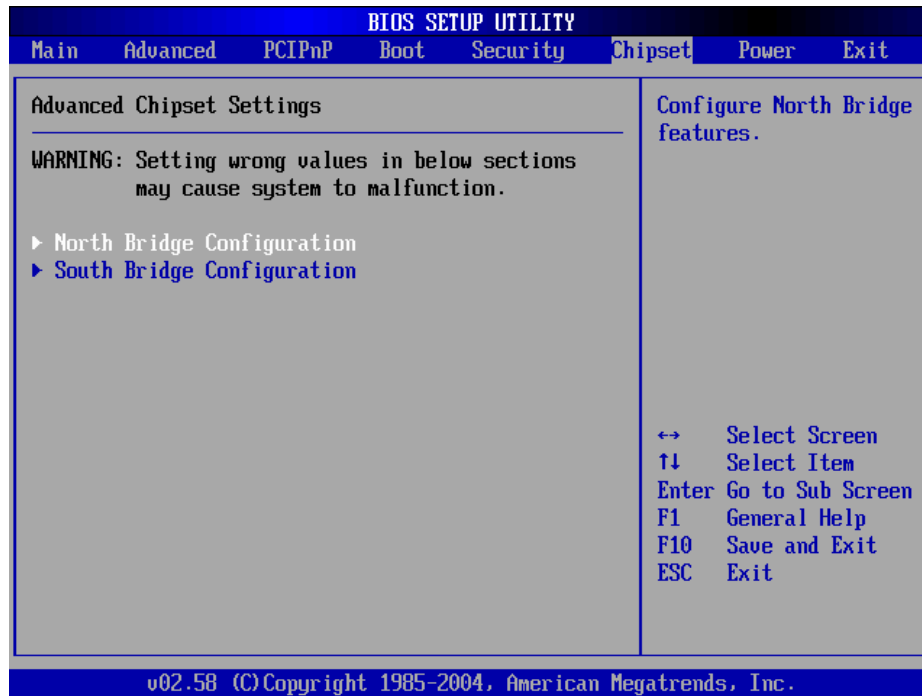 BIOS SETUP UTILITY
Main Advanced PCIPnP Boot Security Chipset Power Exit
Advanced Chipset Settings
WARNING: Setting wrong values in below sections
may cause system to malfunction.
▶ North Bridge Configuration
▶ South Bridge Configuration
Configure North Bridge
features.
↔ Select Screen
↑↓ Select Item
Enter Go to Sub Screen
F1 General Help
F10 Save and Exit
ESC Exit
v02.58 (C)Copyright 1985-2004, American Megatrends, Inc.